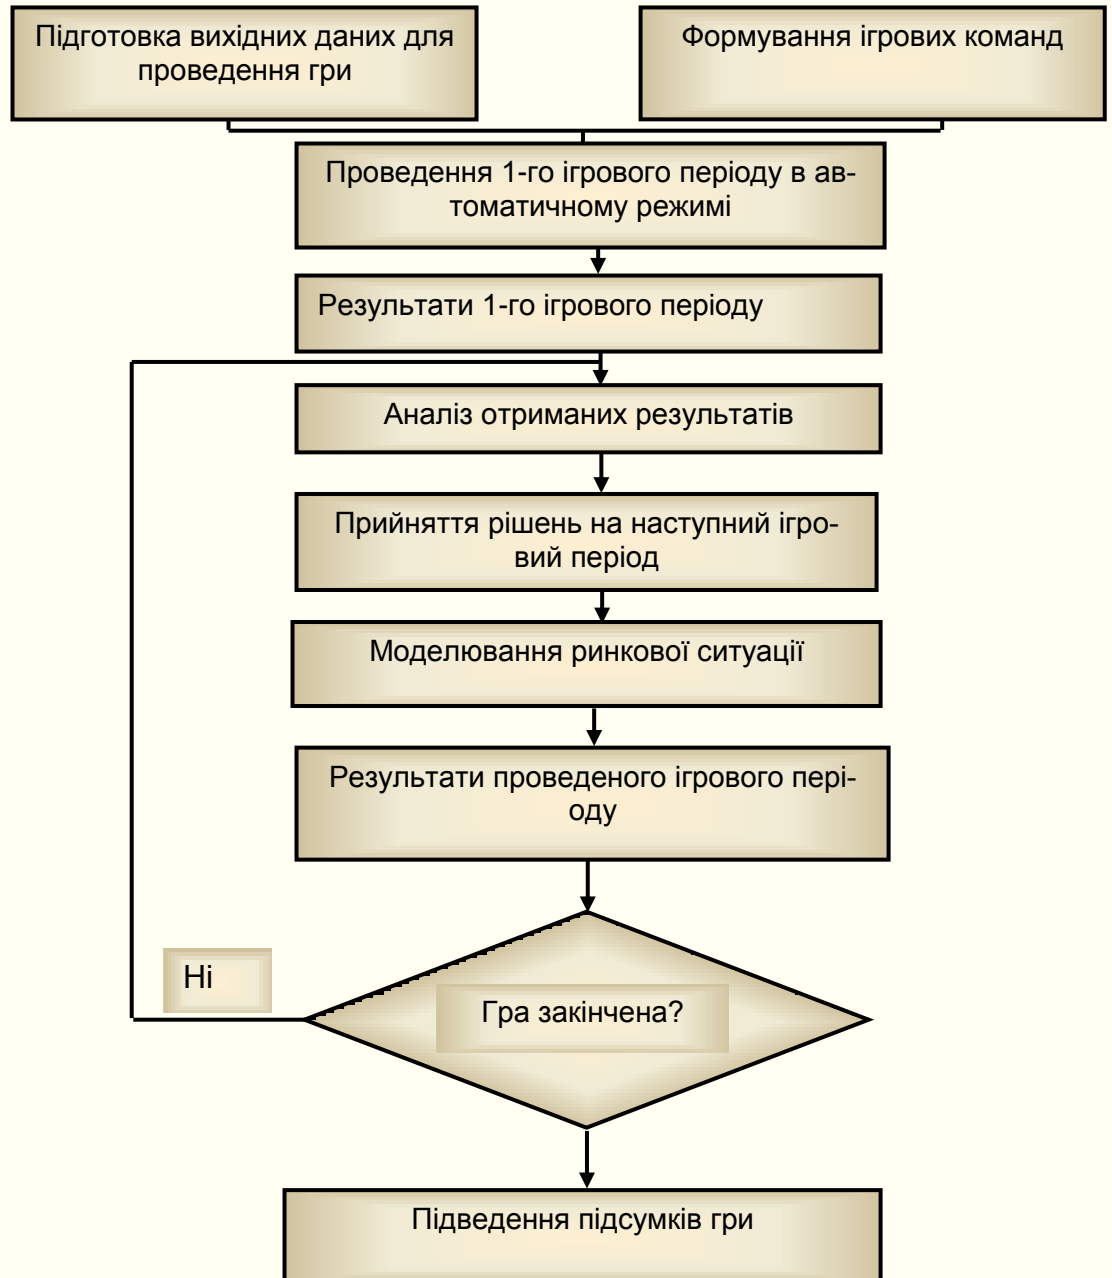 Підготовка вихідних даних для
проведення гри
Формування ігрових команд
Проведення 1-го ігрового періоду в ав-
томатичному режимі
Результати 1-го ігрового періоду
Аналіз отриманих результатів
Прийняття рішень на наступний ігро-
вий період
Моделювання ринкової ситуації
Результати проведеного ігрового пері-
оду
Ні
Гра закінчена?
Підведення підсумків гри